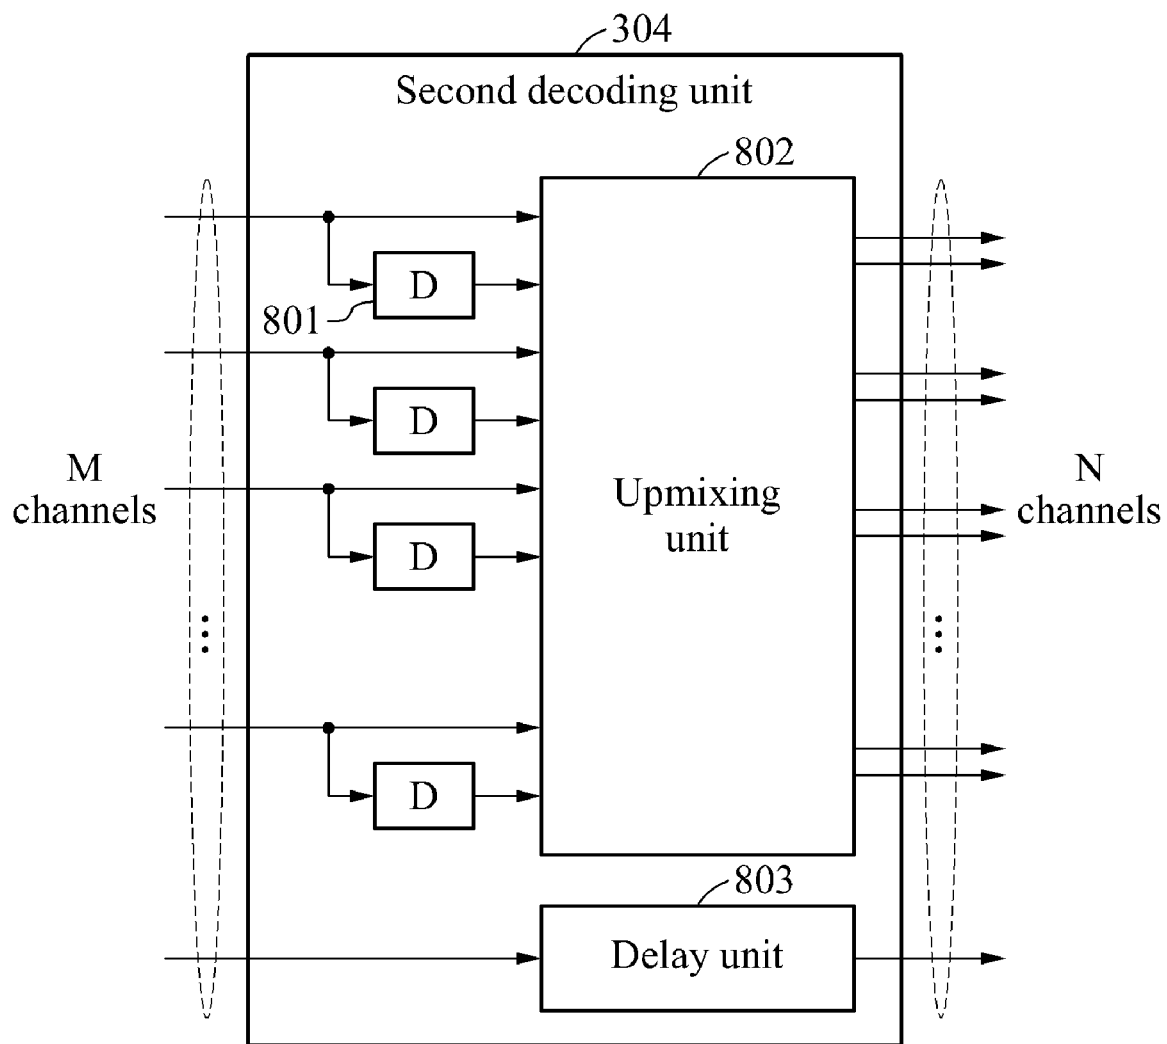 304
Second decoding unit
802
D
801
D
M
channels
D
Upmixing
unit
N
channels
D
803
Delay unit